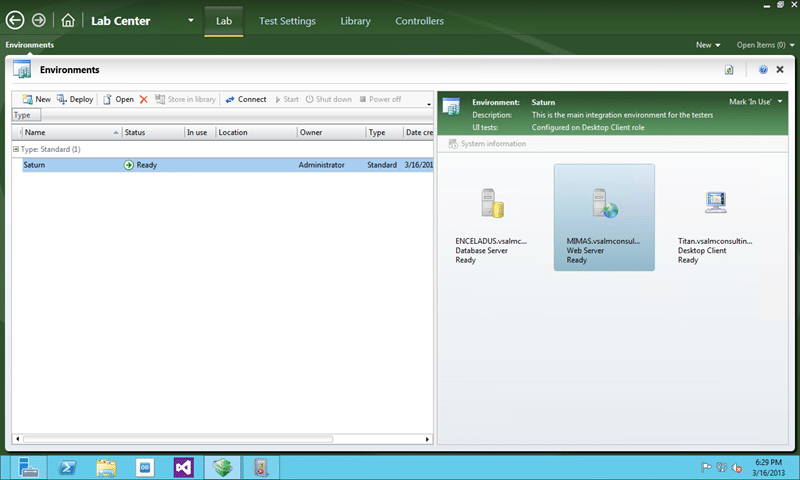 Lab Center Lab Test Settings Library Controllers
Environments New Open Items (0)
Environments
New Deploy Open Store in library Connect Start Shut down Power off
Type
Name Status In use Location Owner Type Date cre
Type: Standard (1)
Saturn Ready Administrator Standard 3/16/201
Environment: Saturn Mark 'In Use'
Description: This is the main integration environment for the testers
UI tests: Configured on Desktop Client role
System information
ENCELADUS.vsalmc...
Database Server
Ready
MIMAS.vsalmconsul...
Web Server
Ready
Titan.vsalmconsultin...
Desktop Client
Ready
6:29 PM
3/16/2013